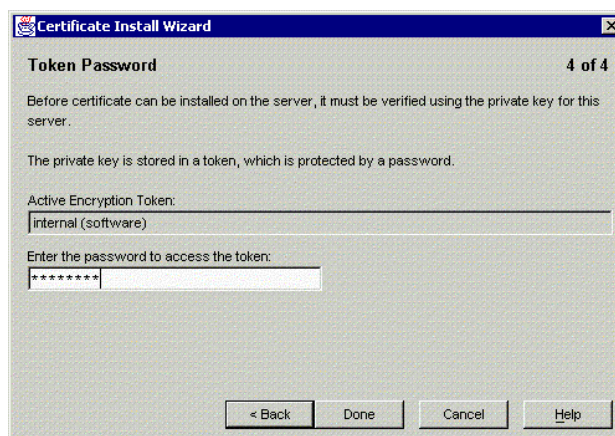 Certificate Install Wizard
Token Password 4 of 4
Before certificate can be installed on the server, it must be verified using the private key for this
server.
The private key is stored in a token, which is protected by a password.
Active Encryption Token:
internal (software)
Enter the password to access the token:
********
< Back Done Cancel Help